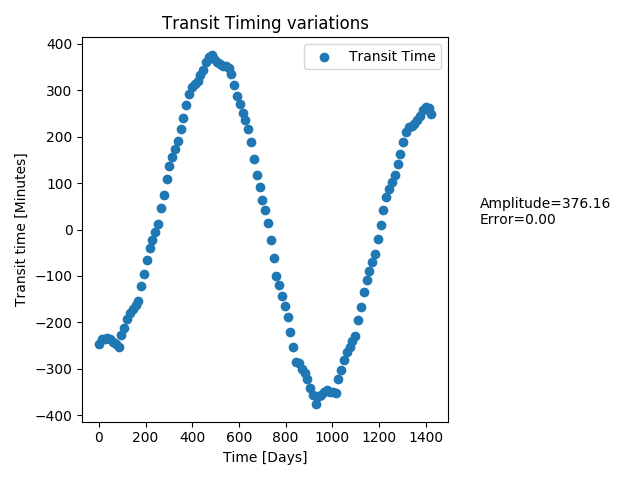 Transit Timing variations
Transit Time
400
300
200
100
0
−100
−200
−300
−400
Transit time [Minutes]
0 200 400 600 800 1000 1200 1400
Time [Days]
Amplitude=376.16
Error=0.00